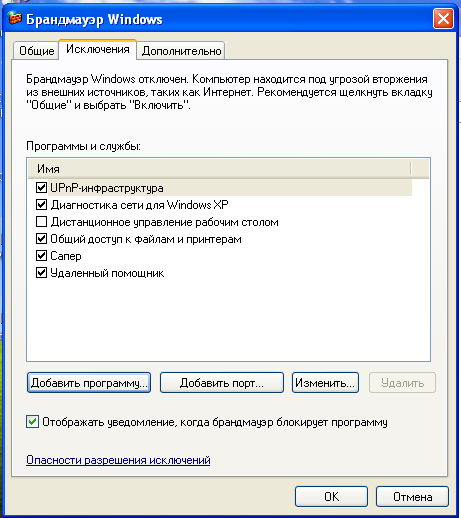 Брандмауэр Windows
Общие Исключения Дополнительно
Брандмауэр Windows отключен. Компьютер находится под угрозой вторжения
из внешних источников, таких как Интернет. Рекомендуется щелкнуть вкладку
"Общие" и выбрать "Включить".
Программы и службы:
Имя
UPnP-инфраструктура
Диагностика сети для Windows XP
Дистанционное управление рабочим столом
Общий доступ к файлам и принтерам
Сапер
Удаленный помощник
Добавить программу... Добавить порт... Изменить... Удалить
Отображать уведомление, когда брандмауэр блокирует программу
Опасности разрешения исключений
OK Отмена